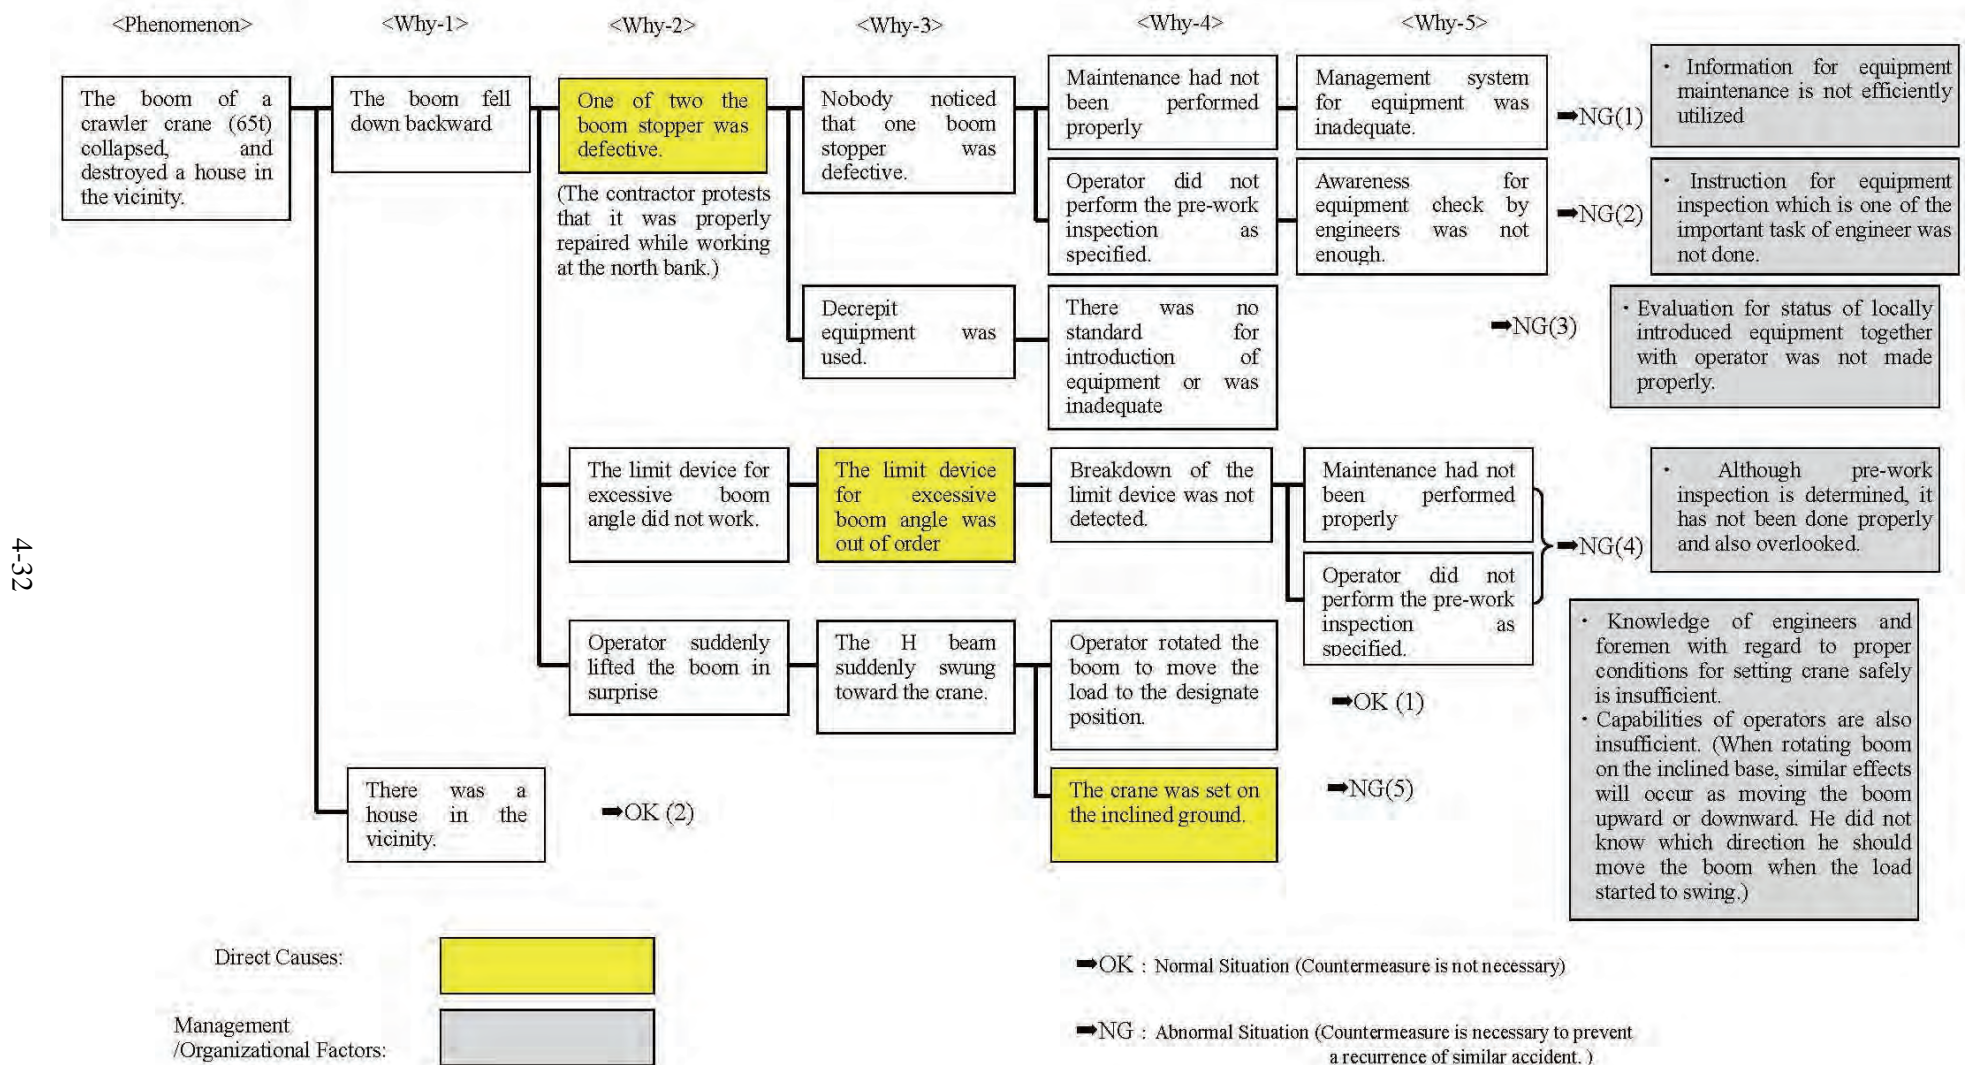 <Phenomenon>
<Why-1>
<Why-2>
<Why-3>
<Why-4>
<Why-5>
The boom of a
crawler crane (65t)
collapsed, and
destroyed a house in
the vicinity.
The boom fell
down backward
One of two the
boom stopper was
defective.
(The contractor protests
that it was properly
repaired while working
at the north bank.)
Nobody noticed
that one boom
stopper was
defective.
Maintenance had not
been performed
properly
Management system
for equipment was
inadequate.
➡NG(1)
・ Information for equipment
maintenance is not efficiently
utilized
Operator did not
perform the pre-work
inspection as
specified.
Awareness for
equipment check by
engineers was not
enough.
➡NG(2)
・ Instruction for equipment
inspection which is one of the
important task of engineer was
not done.
Decrepit
equipment was
used.
There was no
standard for
introduction of
equipment or was
inadequate
➡NG(3)
・ Evaluation for status of locally
introduced equipment together
with operator was not made
properly.
The limit device for
excessive boom
angle did not work.
The limit device
for excessive
boom angle was
out of order
Breakdown of the
limit device was not
detected.
Maintenance had not
been performed
properly
Operator did not
perform the pre-work
inspection as
specified.
➡NG(4)
・ Although pre-work
inspection is determined, it
has not been done properly
and also overlooked.
Operator suddenly
lifted the boom in
surprise
The H beam
suddenly swung
toward the crane.
Operator rotated the
boom to move the
load to the designate
position.
➡OK (1)
The crane was set on
the inclined ground.
➡NG(5)
・ Knowledge of engineers and
foremen with regard to proper
conditions for setting crane safely
is insufficient.
・ Capabilities of operators are also
insufficient. (When rotating boom
on the inclined base, similar effects
will occur as moving the boom
upward or downward. He did not
know which direction he should
move the boom when the load
started to swing.)
There was a
house in the
vicinity.
➡OK (2)
Direct Causes:
Management
/Organizational Factors:
➡OK : Normal Situation (Countermeasure is not necessary)
➡NG : Abnormal Situation (Countermeasure is necessary to prevent
a recurrence of similar accident. )
4-32